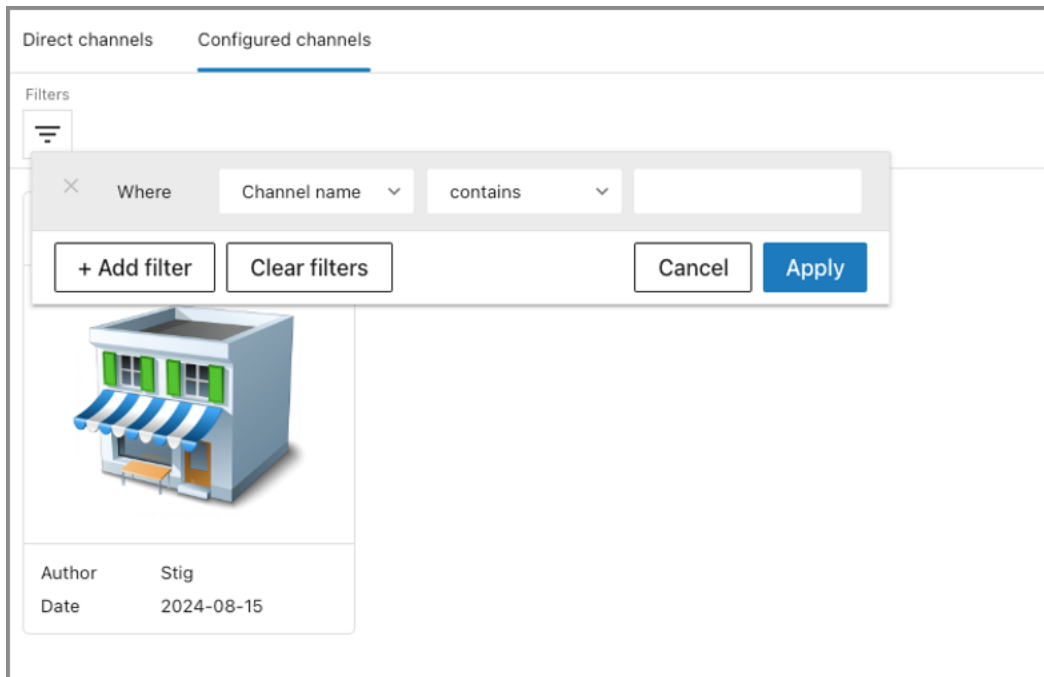 Direct channels Configured channels
Filters
Where Channel name contains
+ Add filter Clear filters Cancel Apply
Author Stig
Date 2024-08-15